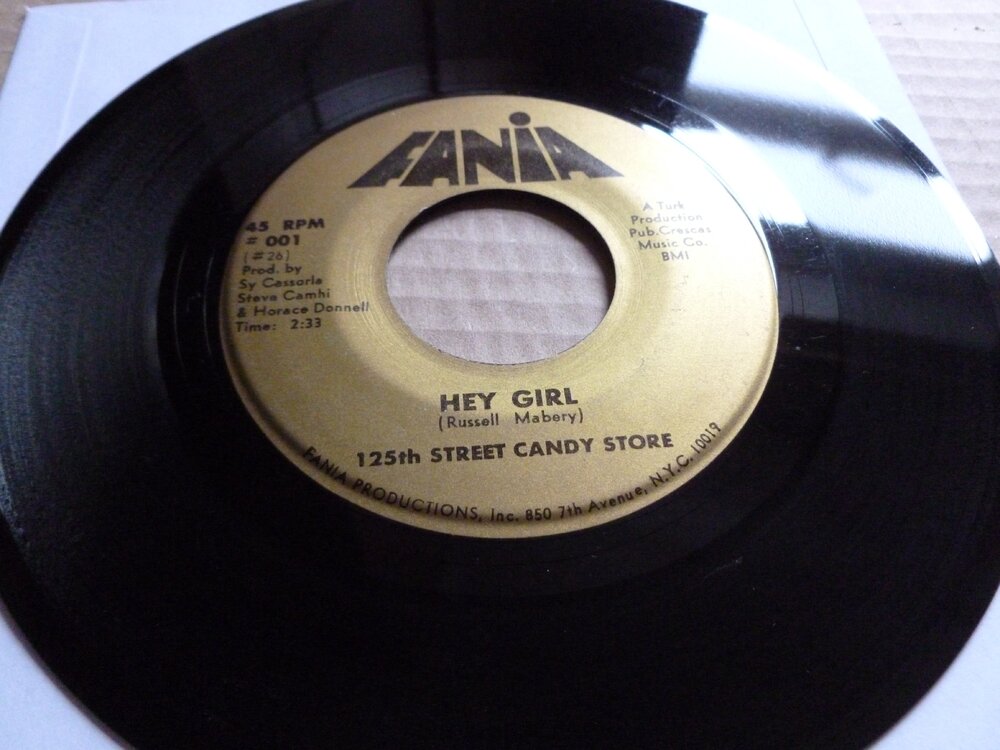 FANiA
45 RPM
# 001
(#26)
Prod. by
Sy Cassarla
Steve Camhi
& Horace Donnell
Time: 2:33
A Turk
Production
Pub.Crescas
Music Co.
BMI
HEY GIRL
(Russell Mabery)
125th STREET CANDY STORE
FANIA PRODUCTIONS, Inc. 850 7th Avenue, N.Y.C. 10019